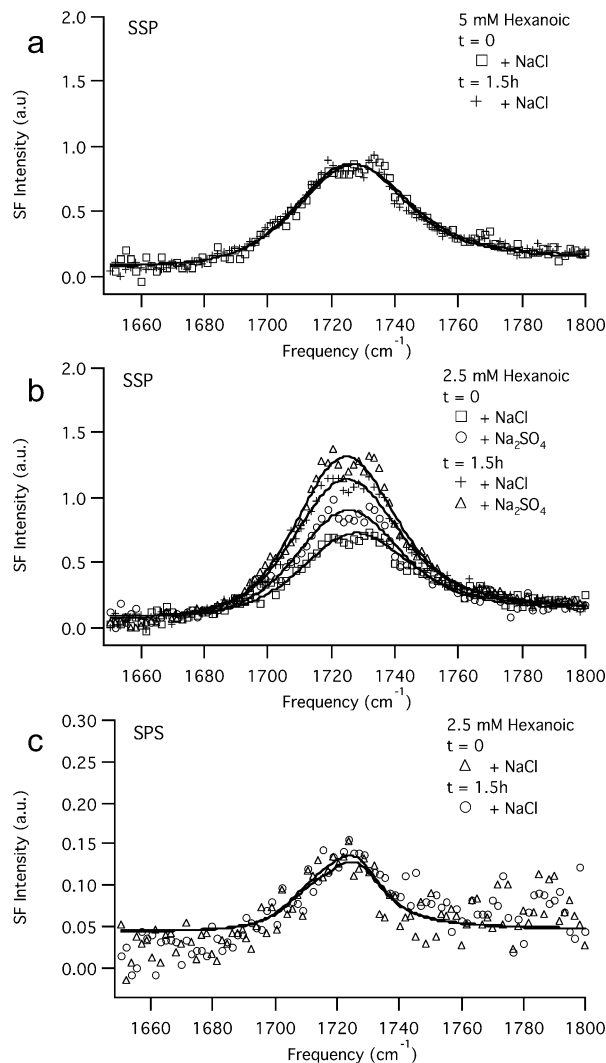 a
SSP
5 mM Hexanoic
t = 0
□ + NaCl
t = 1.5h
+ + NaCl
2.0
1.5
1.0
0.5
0.0
SF Intensity (a.u)
1660 1680 1700 1720 1740 1760 1780 1800
Frequency (cm⁻¹)
b
SSP
2.5 mM Hexanoic
t = 0
□ + NaCl
○ + Na₂SO₄
t = 1.5h
+ + NaCl
△ + Na₂SO₄
2.0
1.5
1.0
0.5
0.0
SF Intensity (a.u.)
1660 1680 1700 1720 1740 1760 1780 1800
Frequency (cm⁻¹)
c
SPS
2.5 mM Hexanoic
t = 0
△ + NaCl
t = 1.5h
○ + NaCl
0.30
0.25
0.20
0.15
0.10
0.05
0.00
SF Intensity (a.u.)
1660 1680 1700 1720 1740 1760 1780 1800
Frequency (cm⁻¹)